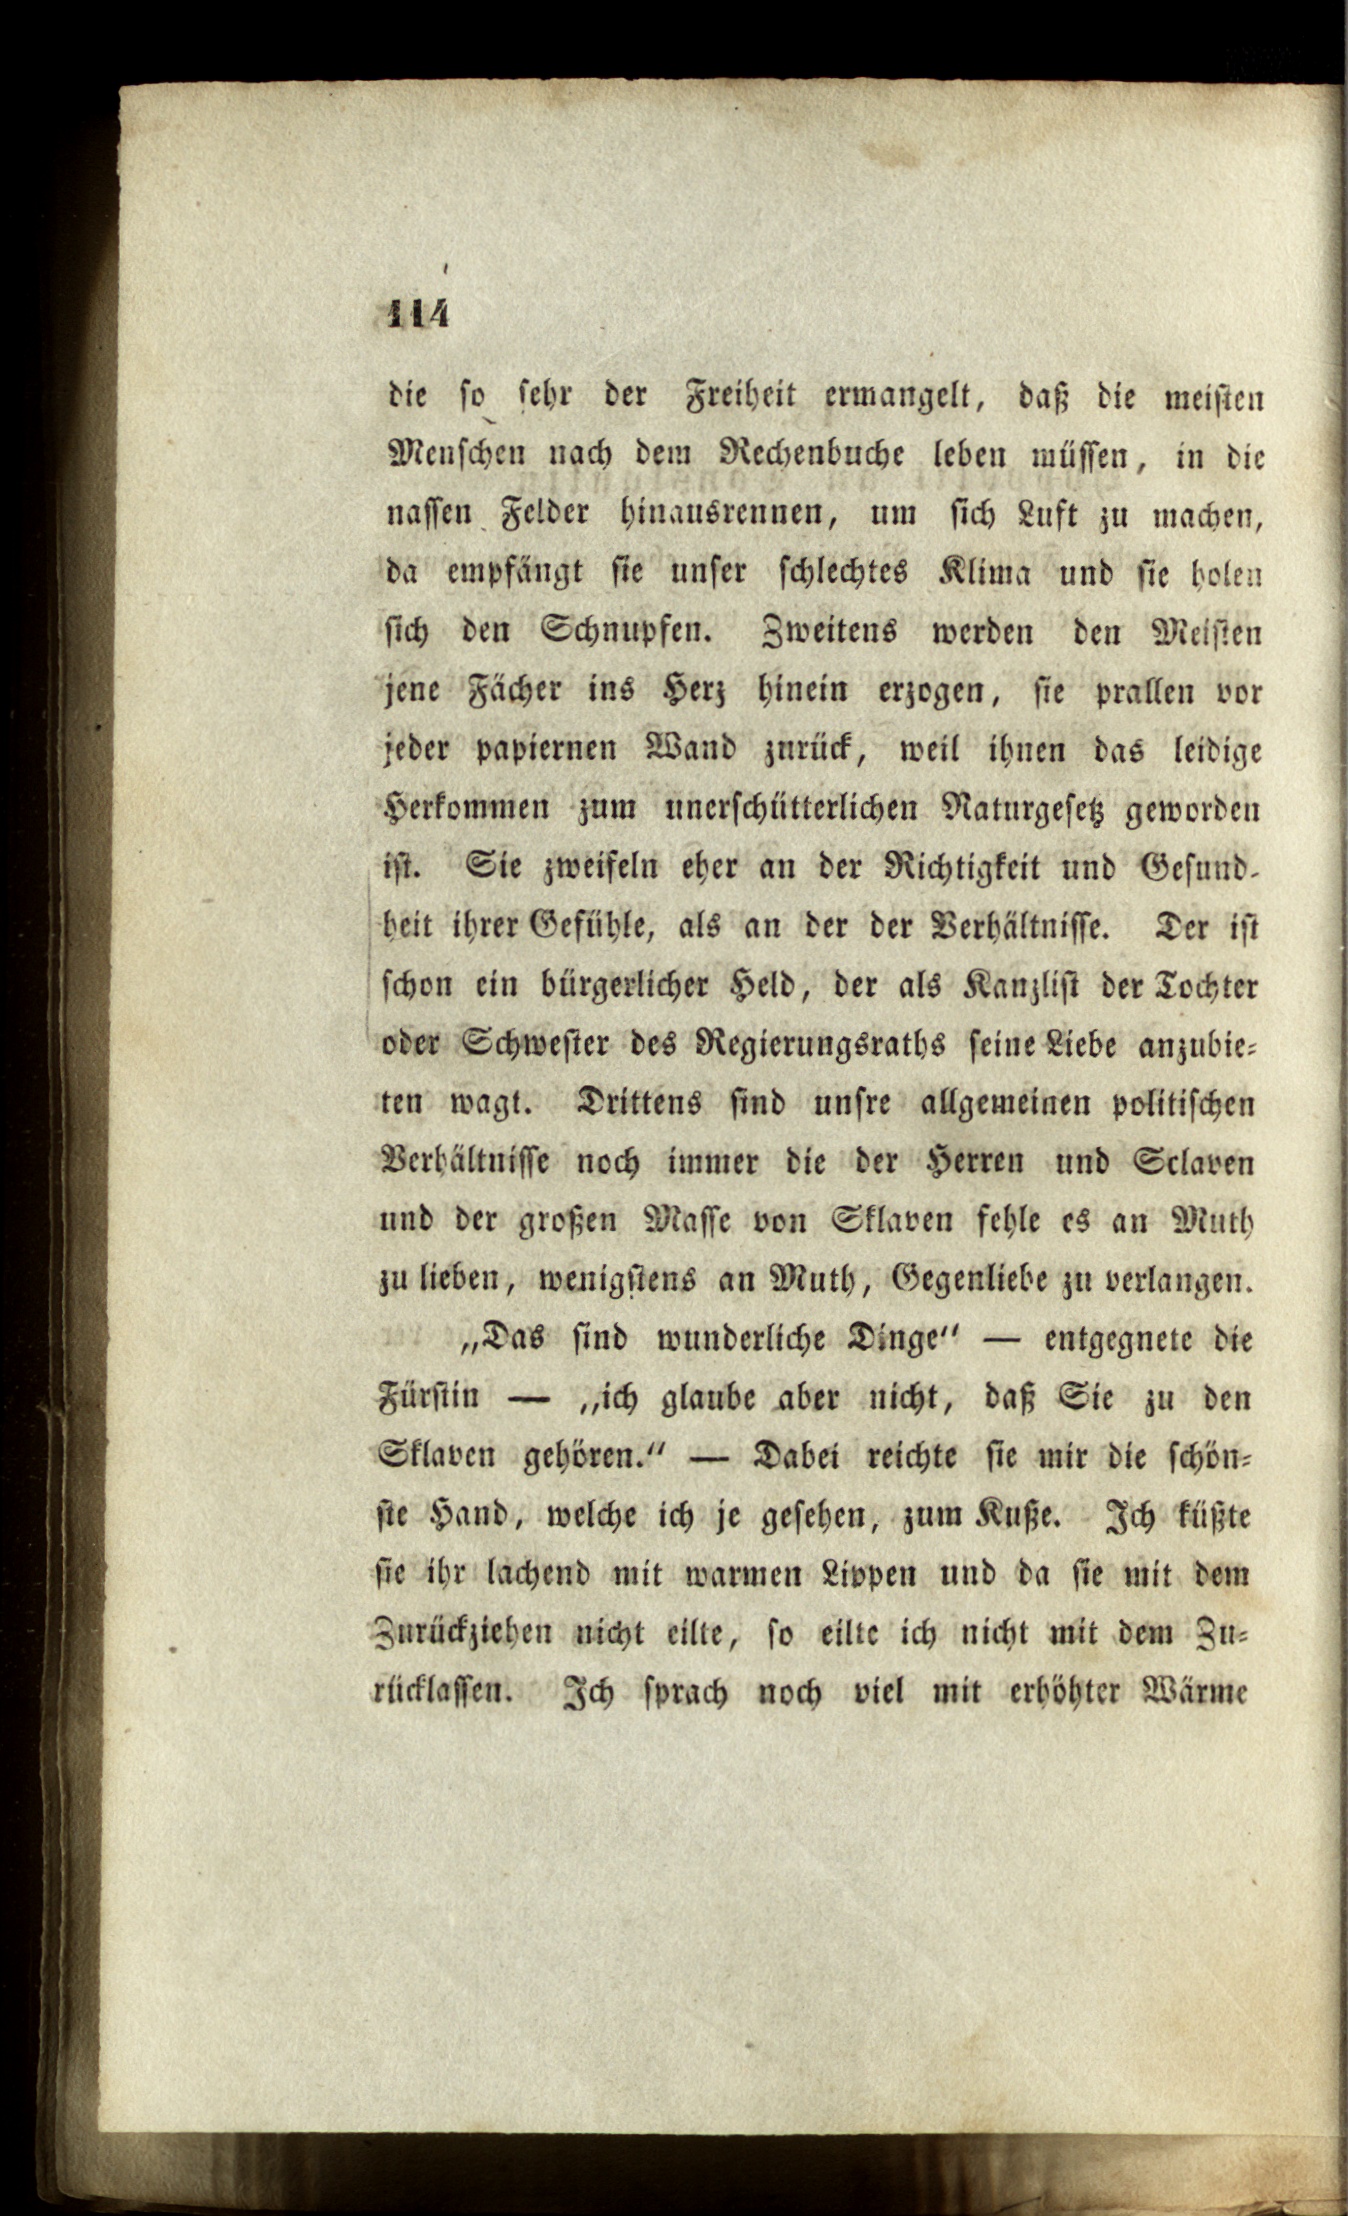 114
die so sehr der Freiheit ermangelt, daß die meisten
Menschen nach dem Rechenbuche leben müssen, in die
nassen Felder hinausrennen, um sich Luft zu machen,
da empfängt sie unser schlechtes Klima und sie holen
sich den Schnupfen. Zweitens werden den Meisten
jene Fächer ins Herz hinein erzogen, sie prallen vor
jeder papiernen Wand zurück, weil ihnen das leidige
Herkommen zum unerschütterlichen Naturgesetz geworden
ist. Sie zweifeln eher an der Richtigkeit und Gesund-
heit ihrer Gefühle, als an der der Verhältnisse. Der ist
schon ein bürgerlicher Held, der als Kanzlist der Tochter
oder Schwester des Regierungsraths seine Liebe anzubie-
ten wagt. Drittens sind unsre allgemeinen politischen
Verhältnisse noch immer die der Herren und Sclaven
und der großen Masse von Sklaven fehle es an Muth
zu lieben, wenigstens an Muth, Gegenliebe zu verlangen.
„Das sind wunderliche Dinge“ — entgegnete die
Fürstin — „ich glaube aber nicht, daß Sie zu den
Sklaven gehören.“ — Dabei reichte sie mir die schön-
ste Hand, welche ich je gesehen, zum Kuße. Ich küßte
sie ihr lachend mit warmen Lippen und da sie mit dem
Zurückziehen nicht eilte, so eilte ich nicht mit dem Zu-
rücklassen. Ich sprach noch viel mit erhöhter Wärme